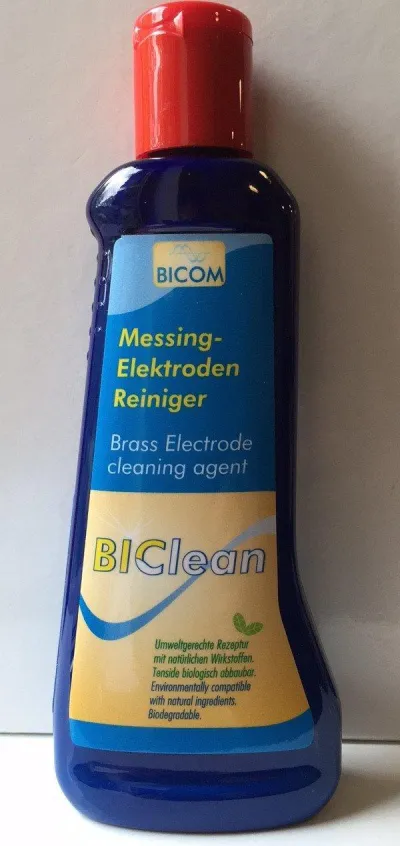 BICOM
Messing-
Elektroden
Reiniger
Brass Electrode
cleaning agent
BIClean
Umweltgerechte Rezeptur
mit natürlichen Wirkstoffen.
Tenside biologisch abbaubar.
Environmentally compatible
with natural ingredients.
Biodegradable.